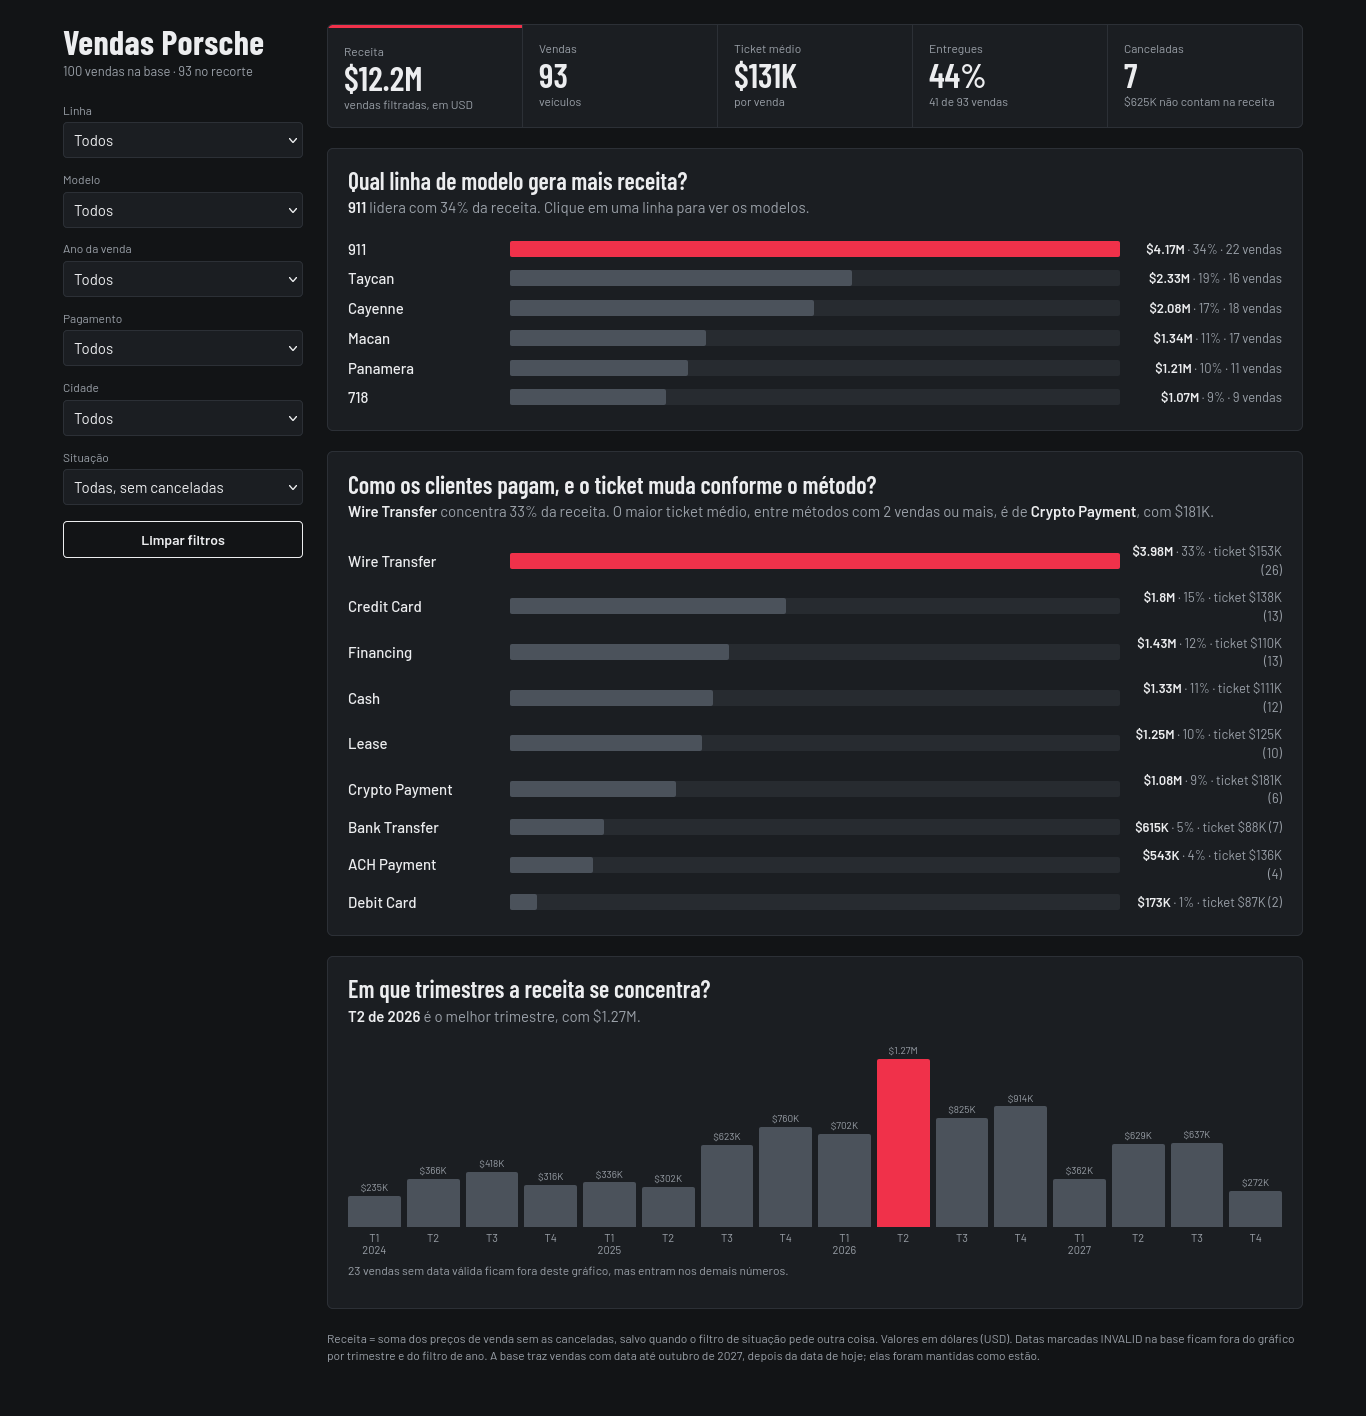 Vendas Porsche
100 vendas na base · 93 no recorte
Linha
Todos
Modelo
Todos
Ano da venda
Todos
Pagamento
Todos
Cidade
Todos
Situação
Todas, sem canceladas
Limpar filtros
Receita
$12.2M
vendas filtradas, em USD
Vendas
93
veículos
Ticket médio
$131K
por venda
Entregues
44%
41 de 93 vendas
Canceladas
7
$625K não contam na receita
Qual linha de modelo gera mais receita?
911 lidera com 34% da receita. Clique em uma linha para ver os modelos.
911 $4.17M · 34% · 22 vendas
Taycan $2.33M · 19% · 16 vendas
Cayenne $2.08M · 17% · 18 vendas
Macan $1.34M · 11% · 17 vendas
Panamera $1.21M · 10% · 11 vendas
718 $1.07M · 9% · 9 vendas
Como os clientes pagam, e o ticket muda conforme o método?
Wire Transfer concentra 33% da receita. O maior ticket médio, entre métodos com 2 vendas ou mais, é de Crypto Payment, com $181K.
Wire Transfer $3.98M · 33% · ticket $153K
(26)
Credit Card $1.8M · 15% · ticket $138K
(13)
Financing $1.43M · 12% · ticket $110K
(13)
Cash $1.33M · 11% · ticket $111K
(12)
Lease $1.25M · 10% · ticket $125K
(10)
Crypto Payment $1.08M · 9% · ticket $181K
(6)
Bank Transfer $615K · 5% · ticket $88K (7)
ACH Payment $543K · 4% · ticket $136K
(4)
Debit Card $173K · 1% · ticket $87K (2)
Em que trimestres a receita se concentra?
T2 de 2026 é o melhor trimestre, com $1.27M.
$235K $366K $418K $316K $336K $302K $623K $760K $702K $1.27M $825K $914K $362K $629K $637K $272K
T1 T2 T3 T4 T1 T2 T3 T4 T1 T2 T3 T4 T1 T2 T3 T4
2024 2025 2026 2027
23 vendas sem data válida ficam fora deste gráfico, mas entram nos demais números.
Receita = soma dos preços de venda sem as canceladas, salvo quando o filtro de situação pede outra coisa. Valores em dólares (USD). Datas marcadas INVALID na base ficam fora do gráfico
por trimestre e do filtro de ano. A base traz vendas com data até outubro de 2027, depois da data de hoje; elas foram mantidas como estão.